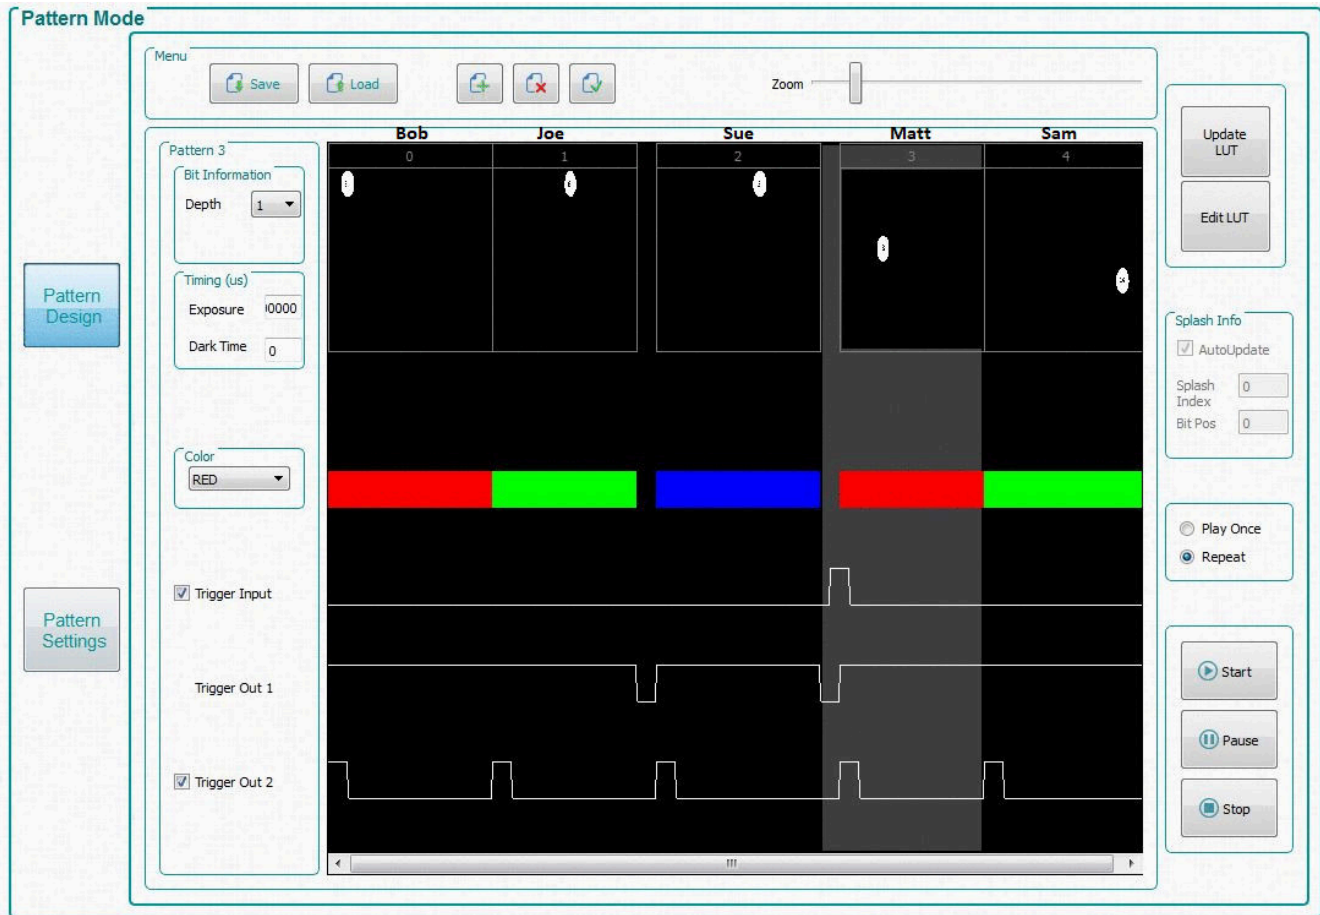 Pattern Mode
Menu
Save
Load
Zoom
Bob Joe Sue Matt Sam
Pattern 3
0 1 2 3 4
Bit Information
Depth 1
Timing (us)
Exposure 00000
Dark Time 0
Color
RED
Trigger Input
Trigger Out 1
Trigger Out 2
Pattern
Design
Pattern
Settings
Update
LUT
Edit LUT
Splash Info
AutoUpdate
Splash
Index
0
Bit Pos 0
Play Once
Repeat
Start
Pause
Stop